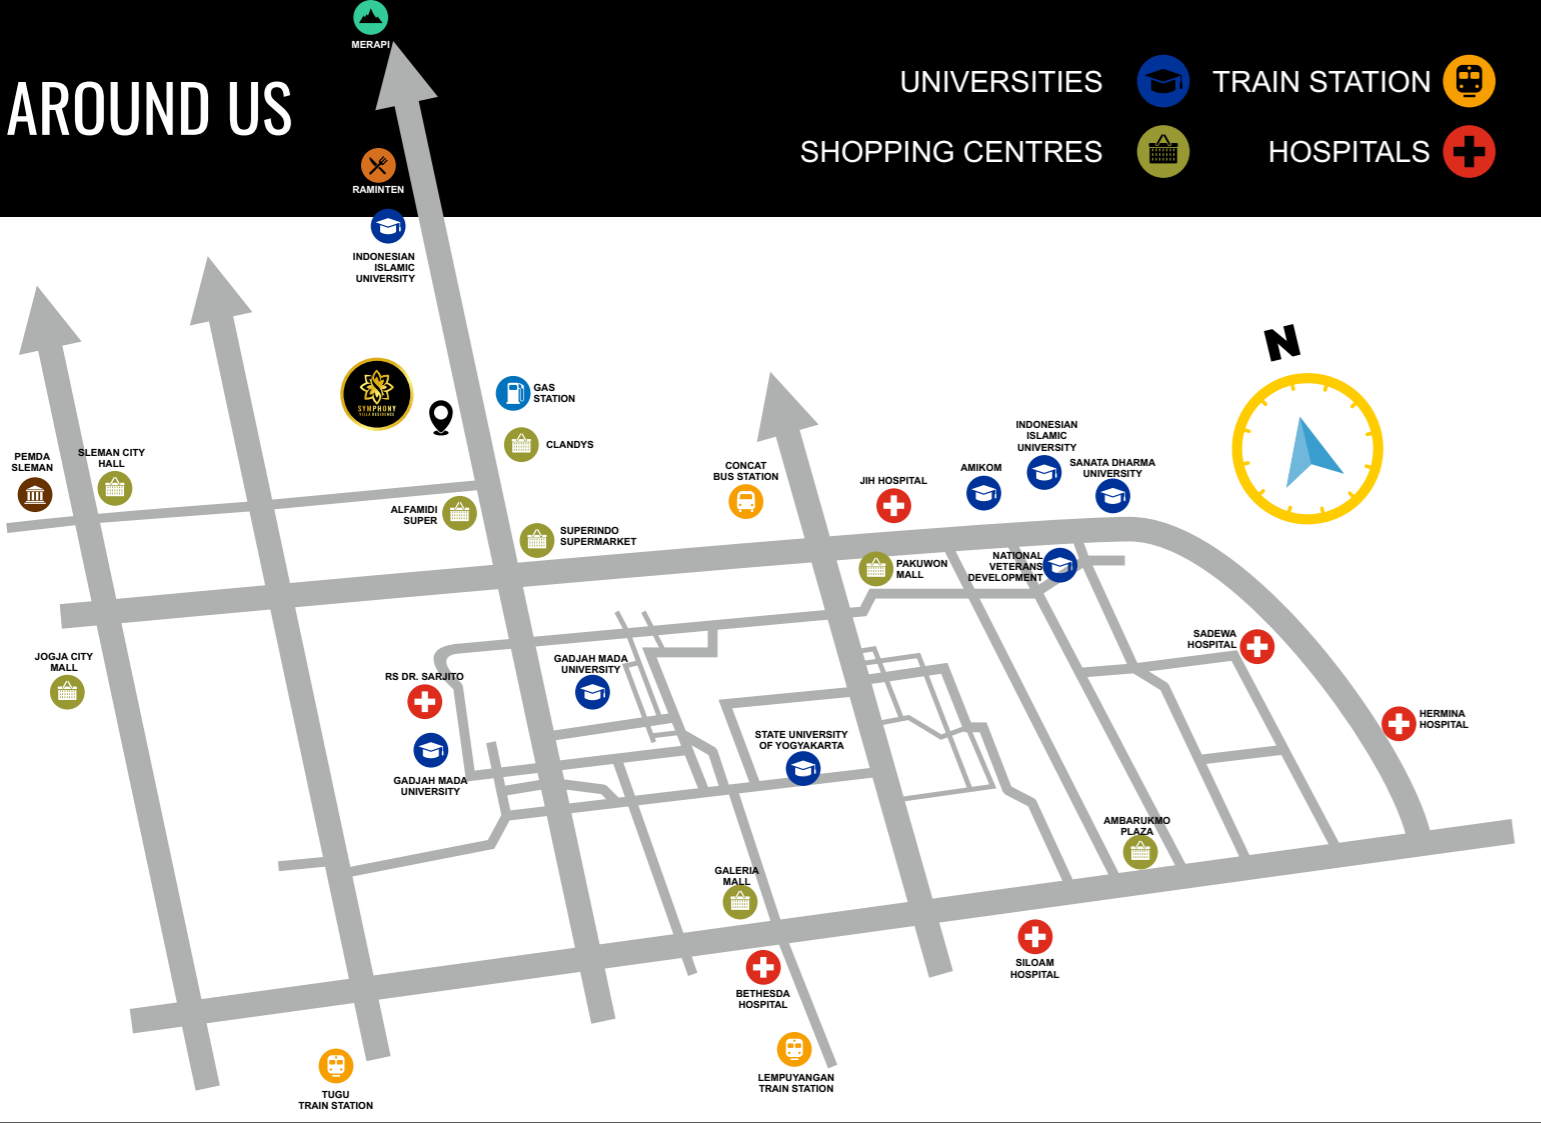 MERAPI
AROUND US
UNIVERSITIES
TRAIN STATION
SHOPPING CENTRES
HOSPITALS
RAMINTEN
INDONESIAN
ISLAMIC
UNIVERSITY
N
SYMPHONY
VILLA RESIDENCE
GAS
STATION
CLANDYS
PEMDA
SLEMAN
SLEMAN CITY
HALL
ALFAMIDI
SUPER
SUPERINDO
SUPERMARKET
CONCAT
BUS STATION
JIH HOSPITAL
AMIKOM
INDONESIAN
ISLAMIC
UNIVERSITY
SANATA DHARMA
UNIVERSITY
PAKUWON
MALL
NATIONAL
VETERANS
DEVELOPMENT
SADEWA
HOSPITAL
HERMINA
HOSPITAL
JOGJA CITY
MALL
RS DR. SARJITO
GADJAH MADA
UNIVERSITY
GADJAH MADA
UNIVERSITY
STATE UNIVERSITY
OF YOGYAKARTA
AMBARUKMO
PLAZA
GALERIA
MALL
BETHESDA
HOSPITAL
SILOAM
HOSPITAL
TUGU
TRAIN STATION
LEMPUYANGAN
TRAIN STATION